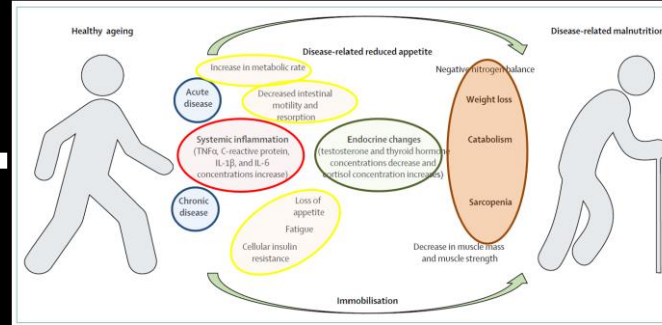 Healthy ageing
Disease-related malnutrition
Disease-related reduced appetite
Increase in metabolic rate
Negative nitrogen balance
Acute
disease
Decreased intestinal
motility and
resorption
Weight loss
Systemic inflammation
(TNFα, C-reactive protein,
IL-1β, and IL-6
concentrations increase)
Endocrine changes
(testosterone and thyroid hormone
concentrations decrease and
cortisol concentration increases)
Catabolism
Chronic
disease
Loss of
appetite
Fatigue
Cellular insulin
resistance
Sarcopenia
Decrease in muscle mass
and muscle strength
Immobilisation